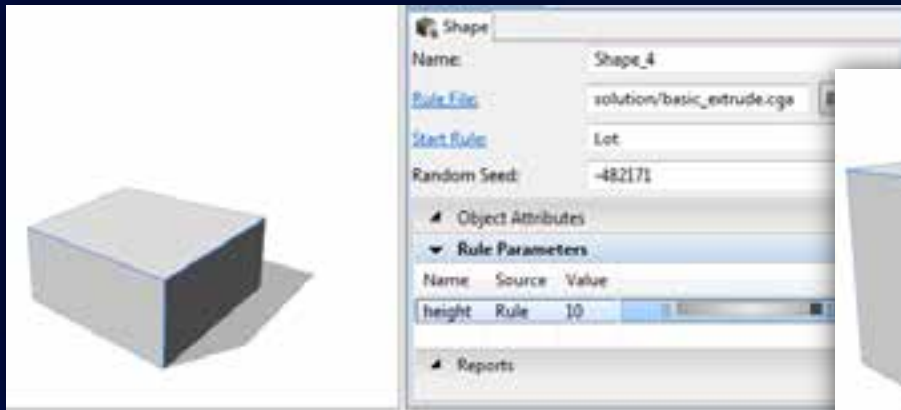 Shape
Name: Shape_4
Rule File: solution/basic_extrude.cga
Start Rule: Lot
Random Seed: -482171
Object Attributes
Rule Parameters
Name Source Value
height Rule 10
Reports